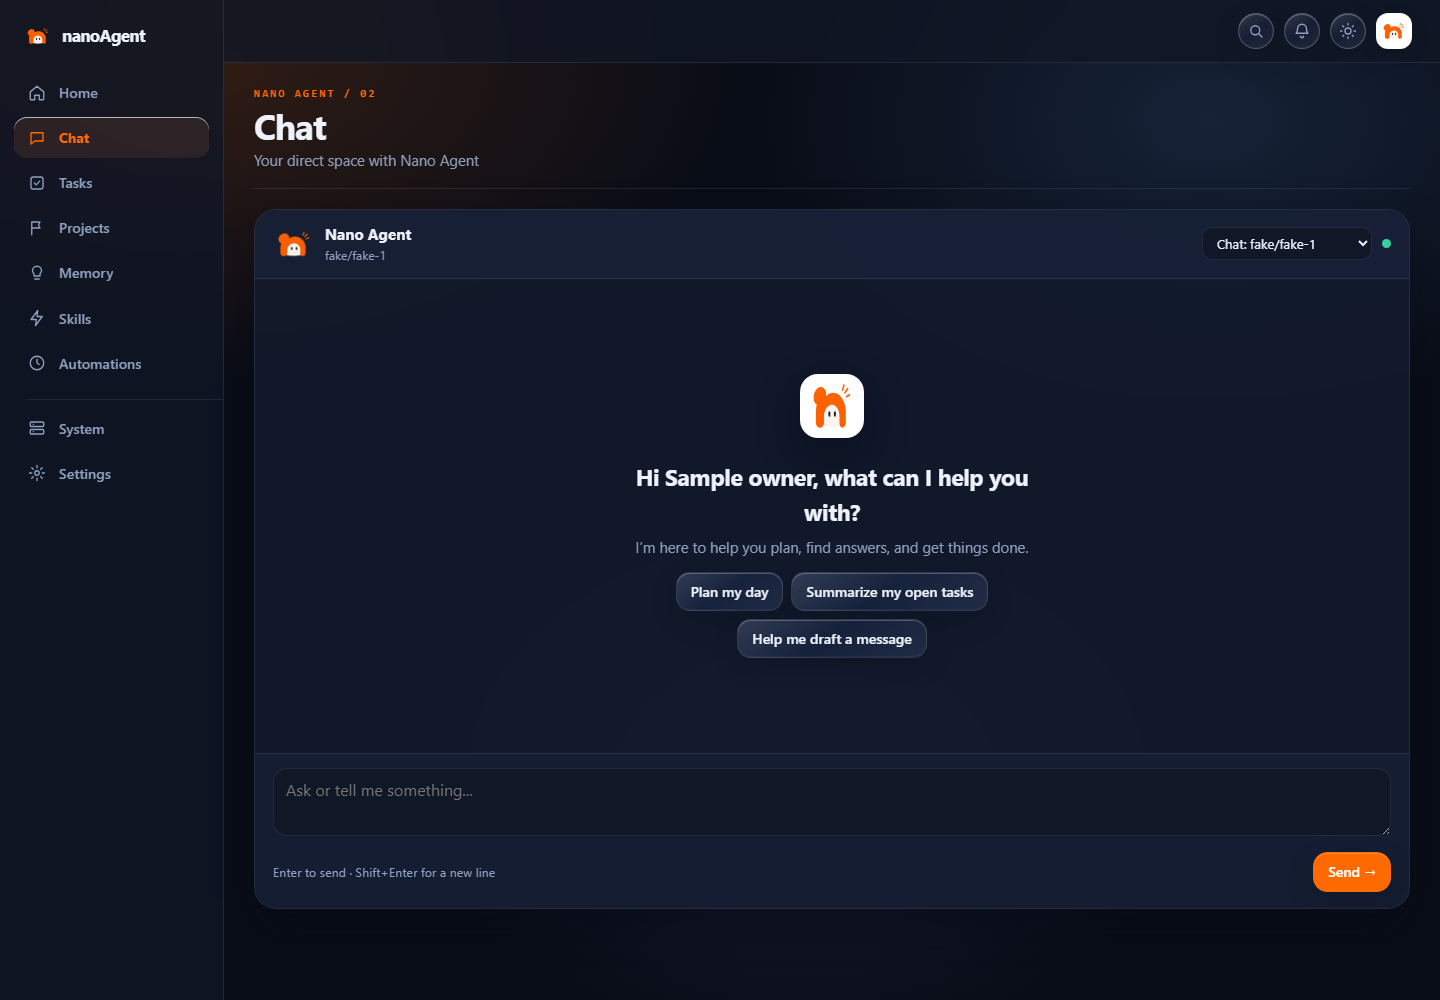 nanoAgent
Home
Chat
Tasks
Projects
Memory
Skills
Automations
System
Settings
NANO AGENT / 02
Chat
Your direct space with Nano Agent
Nano Agent
fake/fake-1
Chat: fake/fake-1
Hi Sample owner, what can I help you
with?
I'm here to help you plan, find answers, and get things done.
Plan my day
Summarize my open tasks
Help me draft a message
Ask or tell me something...
Enter to send · Shift+Enter for a new line
Send →